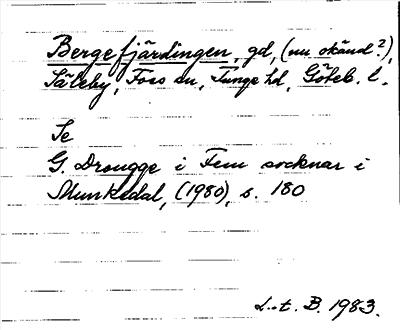 Bergefjärdingen, gd, (nu okänd?),
Säleby, Foss sn, Tunge hd, Göteb. l.
Se
G. Drougge i Fem socknar i
Munkedal, (1980), s. 180
L.-t. B. 1983.